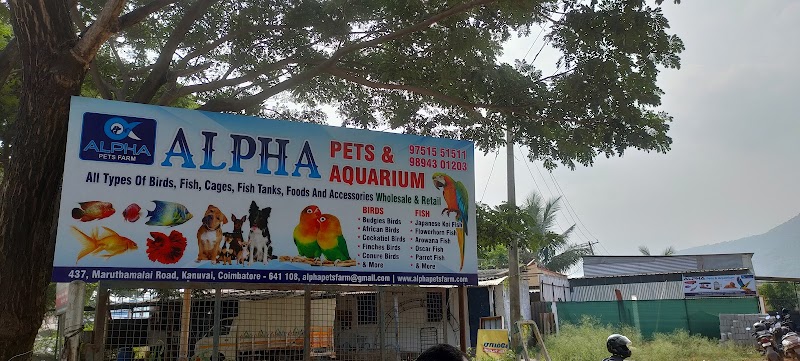 ALPHA
PETS FARM
ALPHA
PETS &
AQUARIUM
97515 51511
98943 01203
All Types Of Birds, Fish, Cages, Fish Tanks, Foods And Accessories Wholesale & Retail
BIRDS
• Budgies Birds
• African Birds
• Cockatiel Birds
• Finches Birds
• Conure Birds
& More
FISH
• Japanese Koi Fish
• Flowerhorn Fish
• Arowana Fish
• Oscar Fish
• Parrot Fish
• & More
437, Maruthamalai Road, Kanuvai, Coimbatore - 641 108, alphapetsfarm@gmail.com | www.alphapetsfarm.com